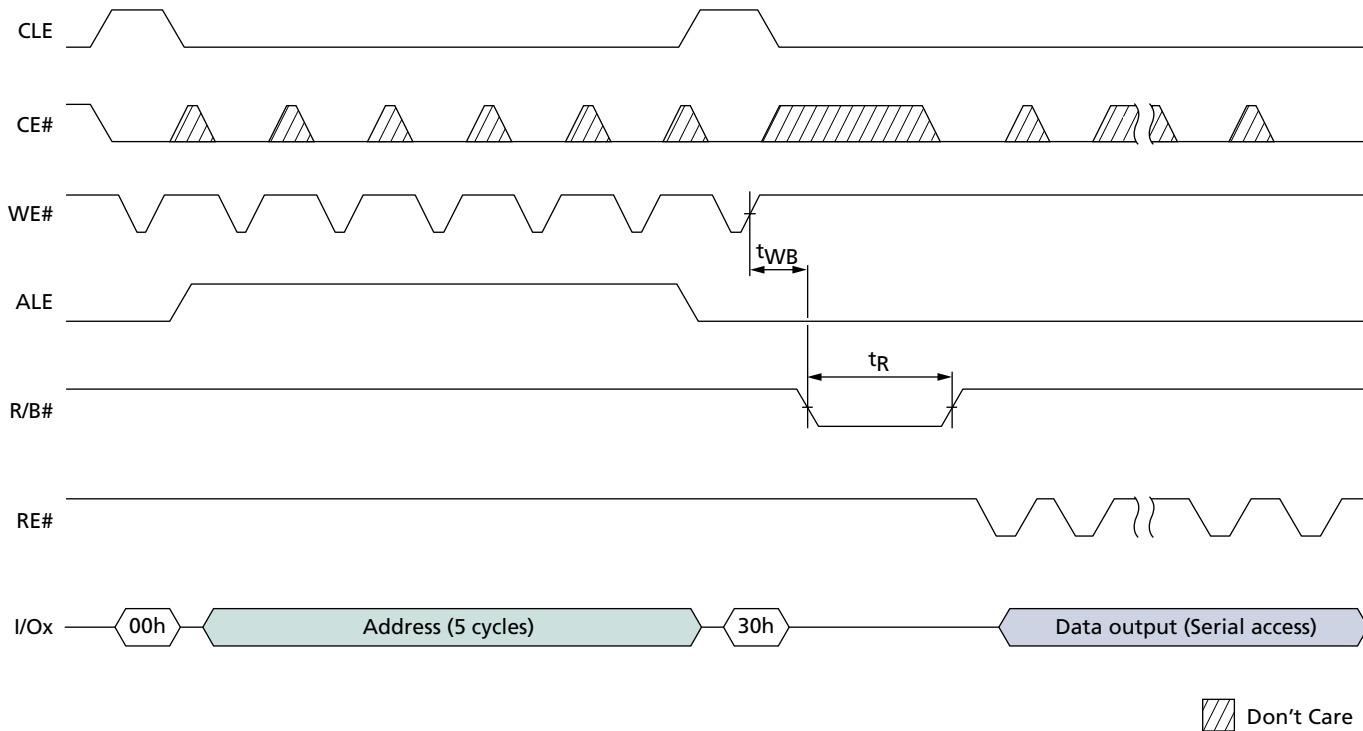 CLE
CE#
WE#
tWB
ALE
tR
R/B#
RE#
I/Ox
00h
Address (5 cycles)
30h
Data output (Serial access)
Don’t Care